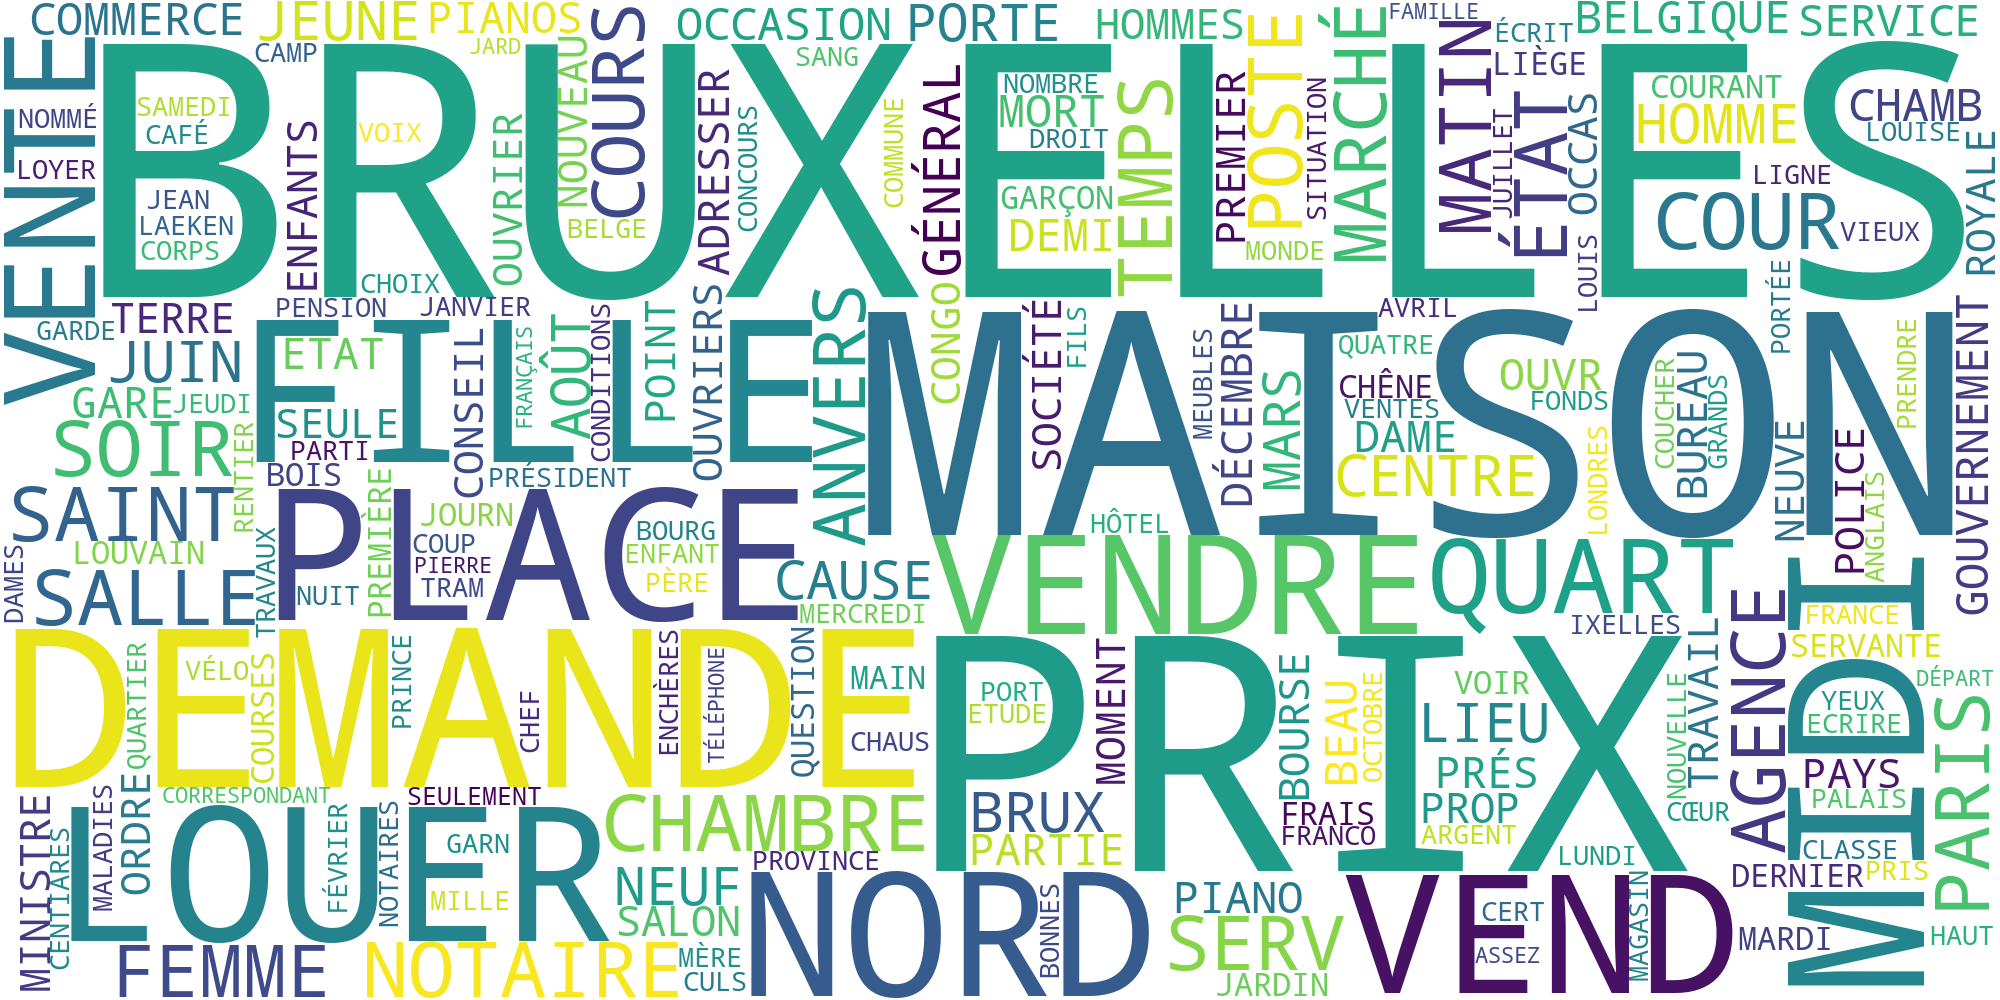 COMMERCE
JEUNE
PIANOS
OCCASION
PORTE
HOMMES
FAMILLE
ÉCRIT
BELGIQUE
SERVICE
VENTE
BRUXELLES
CAMP
JARD
COURS
SANG
MARCHÉ
MATIN
LIÈGE
NOMMÉ
SAMEDI
CAFÉ
VOIX
NOUVEAU
ADRESSER
CONCOURS
COMMUNE
GÉNÉRAL
NOMBRE
MORT
DROIT
TEMPS
PREMIER
POSTE
SITUATION
JUILLET
ÉTAT
OCCAS
COURANT
HOMME
CHAMB
LOUISE
ROYALE
LOYER
ENFANTS
OUVRIER
JEAN
LAEKEN
CORPS
BELGE
GARÇON
DEMI
MONDE
LIGNE
COUR
VIEUX
LOUIS
CHOIX
GARDE
TERRE
PENSION
JANVIER
CONGO
AVRIL
PORTÉE
GOUVERNEMENT
JUIN
FILLE
ETAT
CONSEIL
FRANÇAIS
AOÛT
CONDITIONS
POINT
OUVRIERS
ANVERS
MAISON
SOCIÉTÉ
FILS
MEUBLES
DÉCEMBRE
MARS
QUATRE
CHÊNE
VENTES
DAME
CENTRE
OUVR
FONDS
LONDRES
COUCHER
BUREAU
GRANDS
NEUVE
POLICE
PRENDRE
ANGLAIS
GARE
JEUDI
SEULE
PARTI
SOIR
RENTIER
BOIS
PRÉSIDENT
SAINT
PLACE
PREMIÈRE
JOURN
COUP
PIERRE
TRAM
BOURG
ENFANT
PÈRE
HÔTEL
LOUVAIN
DAMES
SALLE
TRAVAUX
NUIT
CAUSE
MERCREDI
VENDRE
QUART
IXELLES
AGENCE
MIDI
FRANCE
SERVANTE
DEMANDE
QUARTIER
VÉLO
COURSES
PRINCE
CHEF
ENCHÈRES
TÉLÉPHONE
QUESTION
MAIN
CHAUS
PRIX
PORT
ETUDE
MOMENT
BOURSE
BEAU
OCTOBRE
VOIR
LIEU
PRÉS
PROP
ARGENT
NOUVELLE
TRAVAIL
CŒUR
DÉPART
YEUX
ECRIRE
PAYS
PALAIS
PARIS
CORRESPONDANT
SEULEMENT
MINISTRE
CENTIARES
MALADIES
ORDRE
LOUER
FÉVRIER
NOTAIRES
GARN
MILLE
CHAMBRE
BRUX
PARTIE
FRAIS
FRANCO
PROVINCE
LUNDI
CLASSE
DERNIER
PRIS
NEUF
SALON
NORD
BONNES
PIANO
SERV
VEND
CERT
ASSEZ
MAGASIN
MARDI
HAUT
FEMME
NOTAIRE
MÈRE
CULS
JARDIN